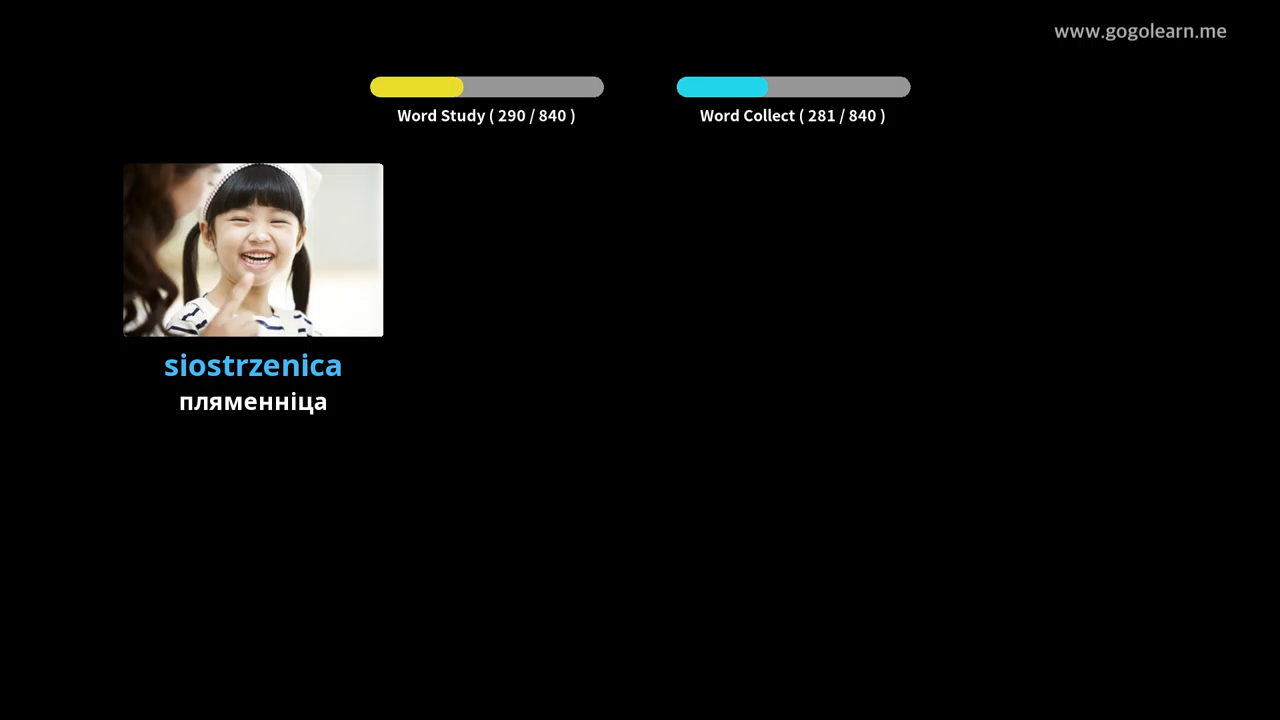 www.gogolearn.me
Word Study ( 290 / 840 )
Word Collect ( 281 / 840 )
siostrzenica
пляменніца